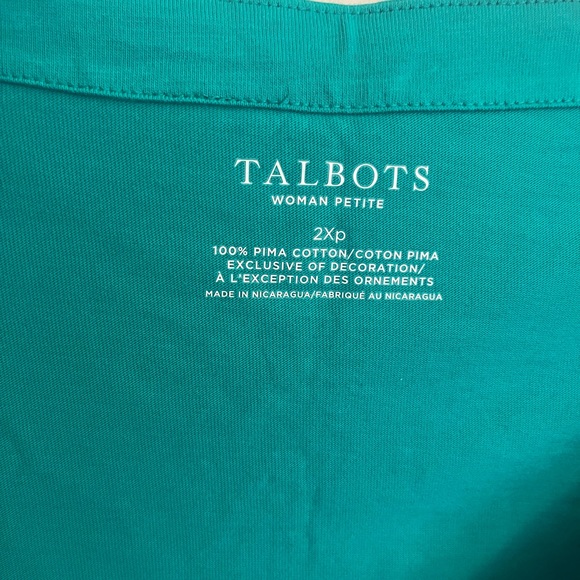 TALBOTS
WOMAN PETITE
2Xp
100% PIMA COTTON/COTON PIMA
EXCLUSIVE OF DECORATION/
À L'EXCEPTION DES ORNEMENTS
MADE IN NICARAGUA/FABRIQUÉ AU NICARAGUA